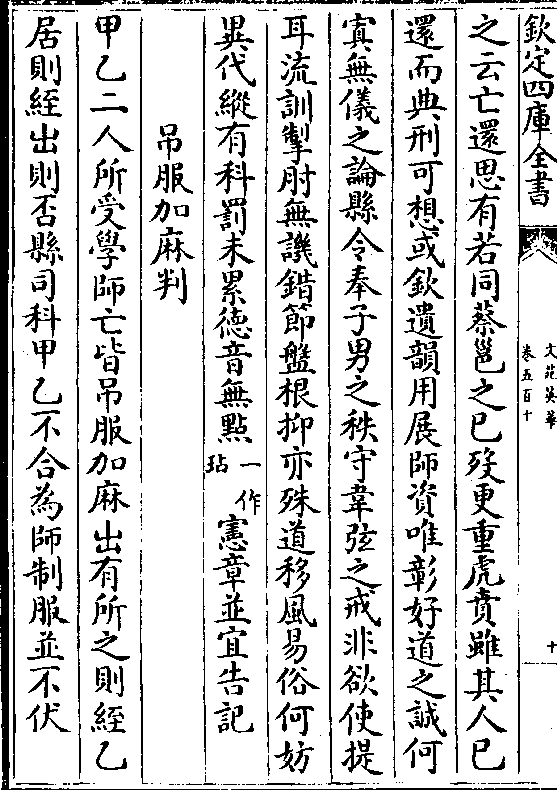 欽定四庫全書
文苑英華
卷五百十
十
之云亡還思有若同蔡邕之已歿更重虎賁雖其人已
還而典刑可想或欽遺韻用展師資唯彰好道之誠何
寘無儀之論縣令奉子男之秩守韋弦之戒非欲使提
耳流訓掣肘無譏錯節盤根抑亦殊道移風易俗何妨
異代縱有科罰未累德音無㸃一作玷憲章並宜告記
吊服加麻判
甲乙二人所受學師亡皆吊服加麻出有所之則絰乙
居則絰出則否縣司科甲乙不合為師制服並不伏